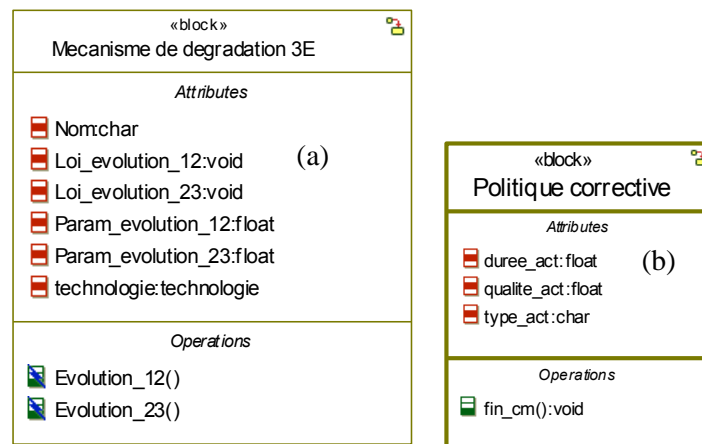 «block»
Mecanisme de degradation 3E
Attributes
Nom:char
Loi_evolution_12:void
Loi_evolution_23:void
Param_evolution_12:float
Param_evolution_23:float
technologie:technologie
Operations
Evolution_12()
Evolution_23()
(a)
«block»
Politique corrective
Attributes
duree_act:float
qualite_act:float
type_act:char
Operations
fin_cm():void
(b)